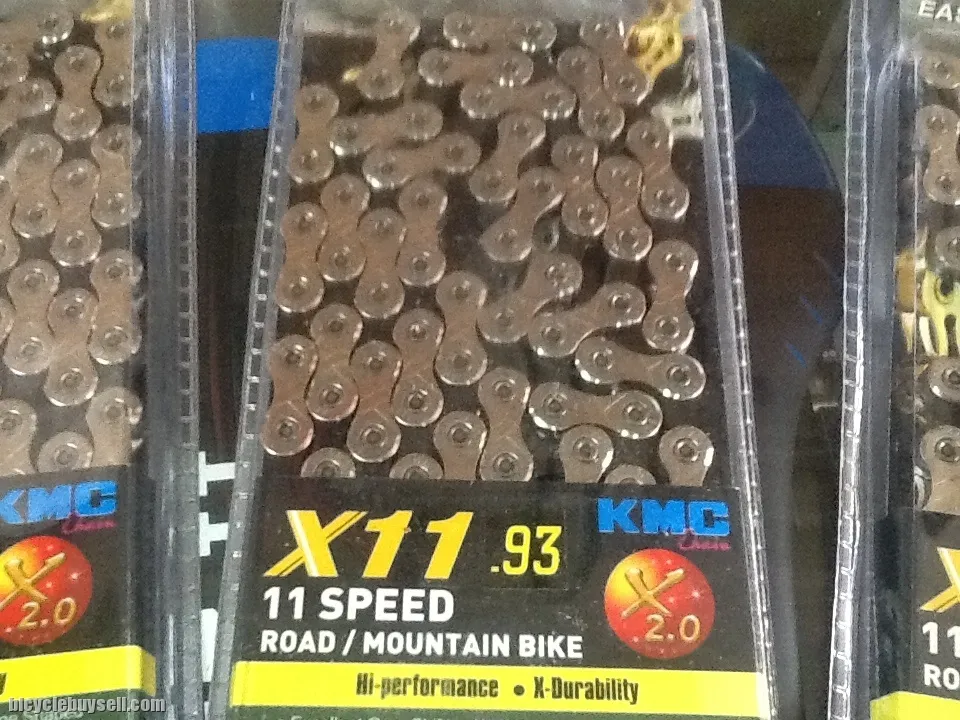 EAS
KMC
Chain
X
2.0
X11 .93
KMC
Chain
11 SPEED
X
2.0
ROAD / MOUNTAIN BIKE
Hi-performance • X-Durability
11
RO
bicyclebuysell.com